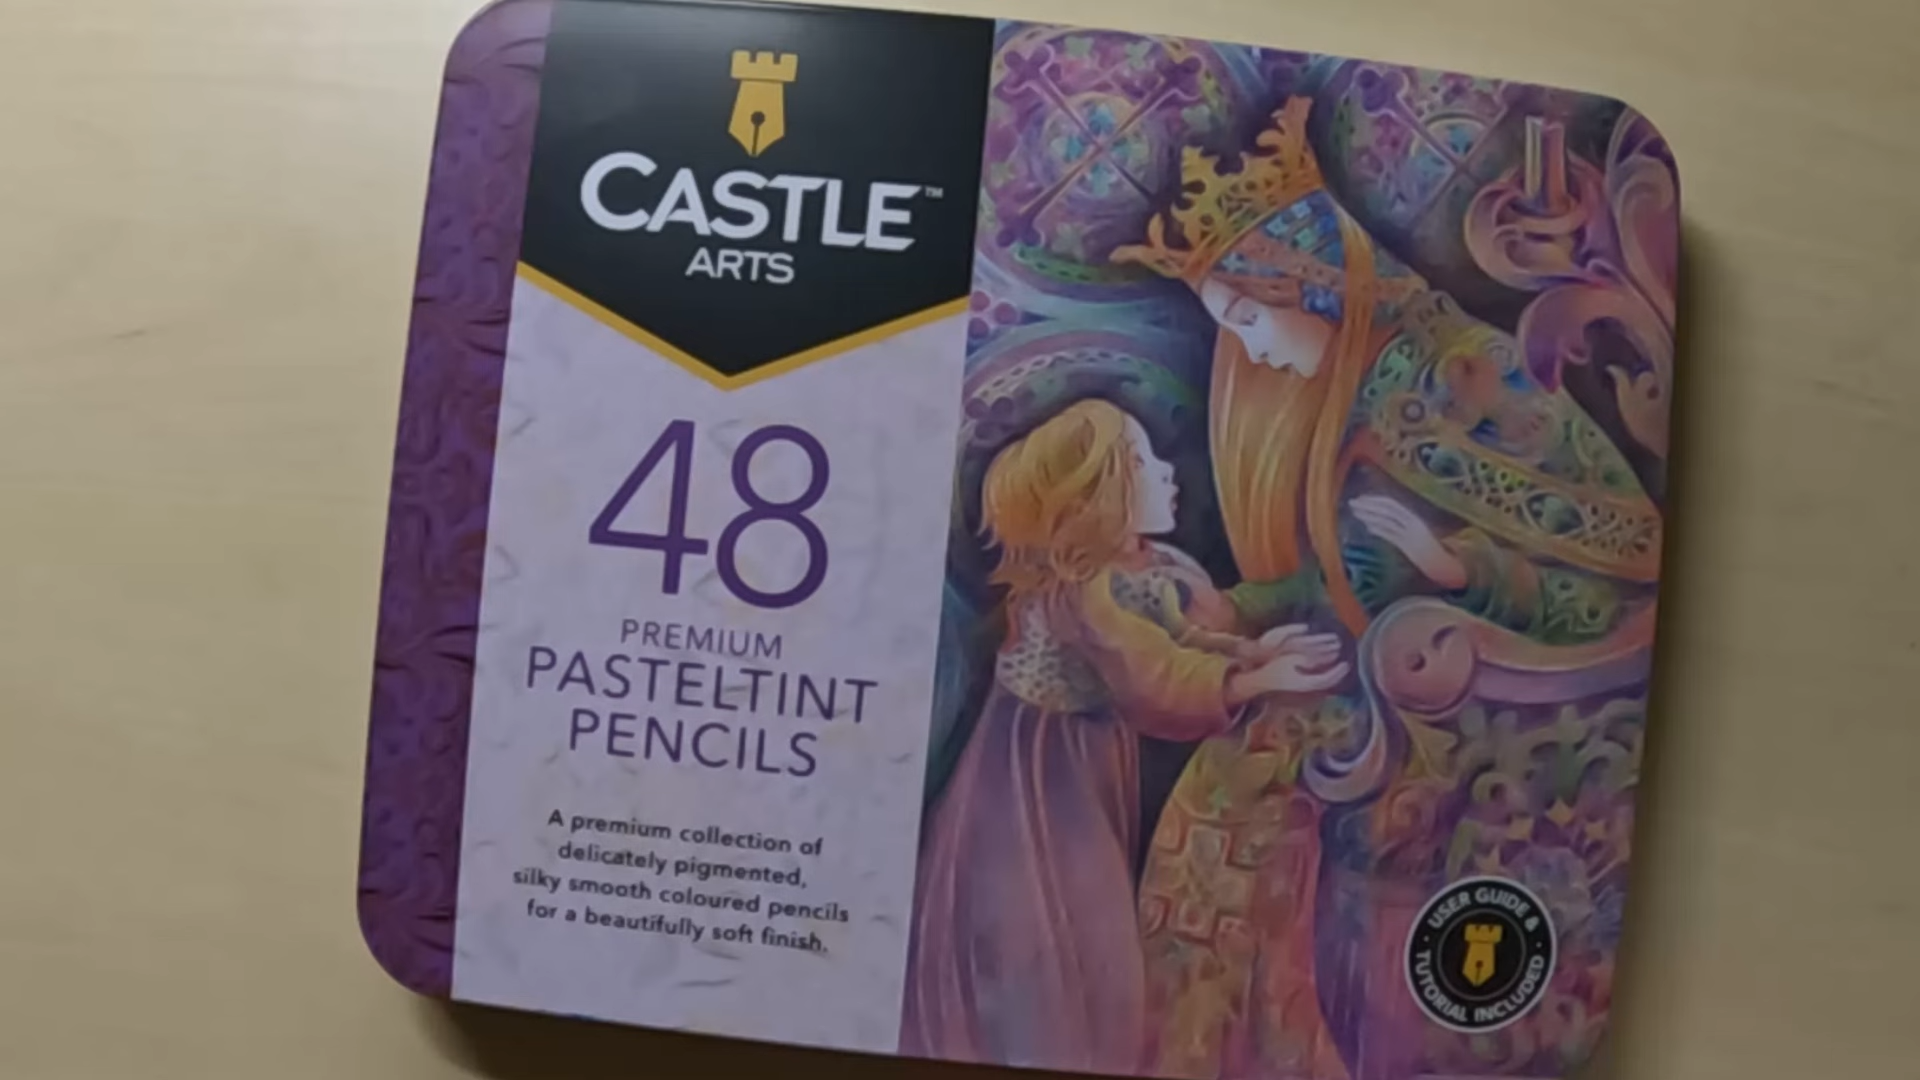 CASTLE™
ARTS
48
PREMIUM
PASTELTINT
PENCILS
A premium collection of
delicately pigmented,
silky smooth coloured pencils
for a beautifully soft finish.
USER GUIDE &
TUTORIAL INCLUDED